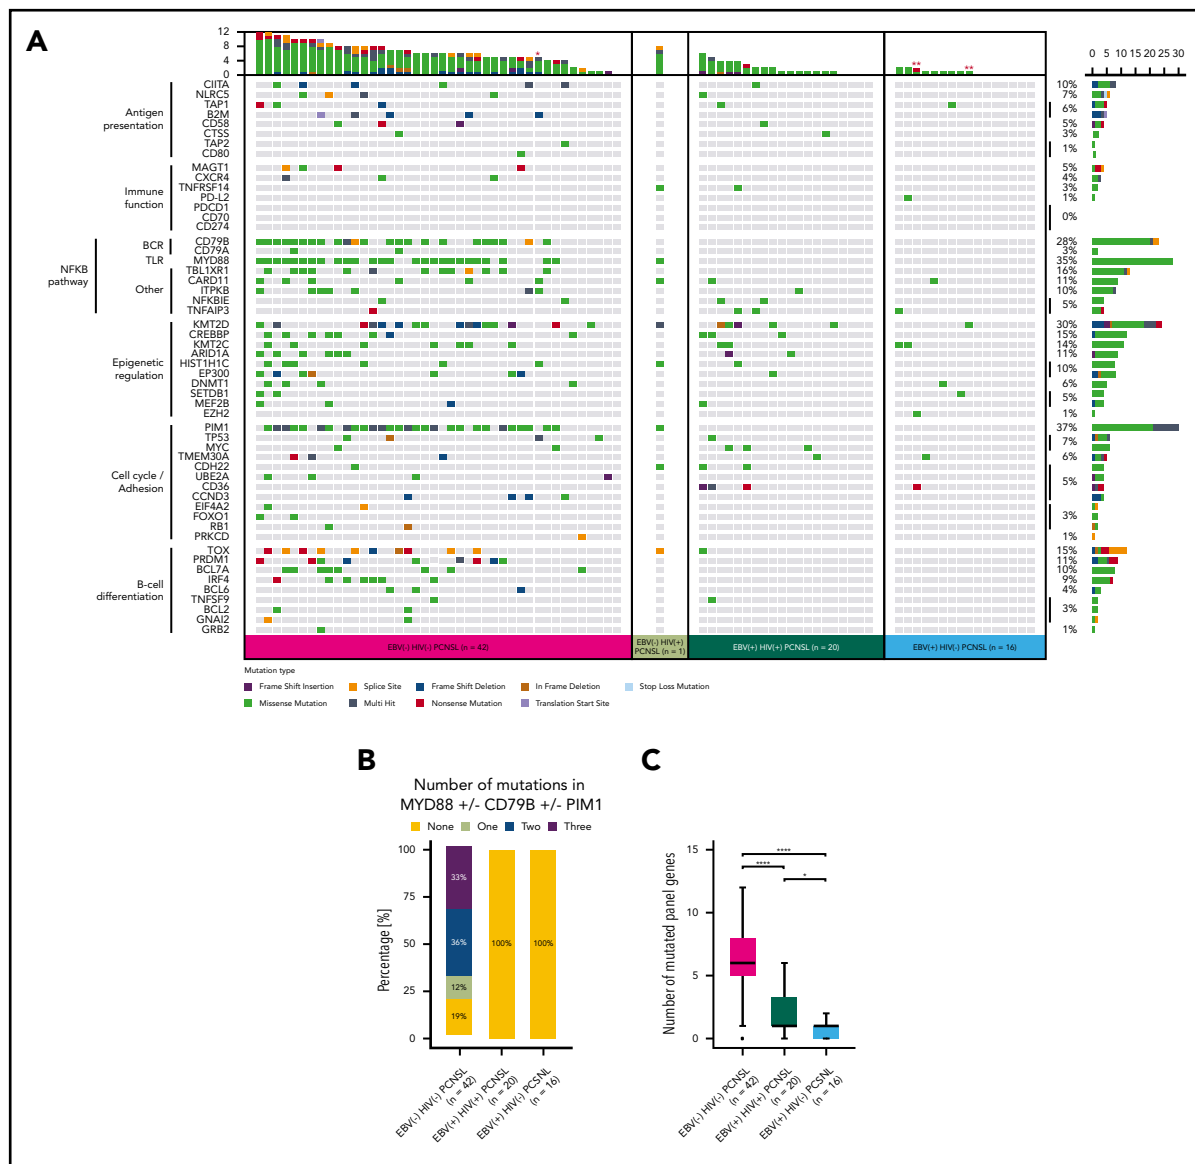 A
12
8
4
0
*
**
**
0 5 10 15 20 25 30
Antigen presentation
CIITA 10%
NLRC5 7%
TAP1
B2M
6%
CD58 5%
CTSS 3%
TAP2
CD80
1%
Immune function
MAGT1 5%
CXCR4 4%
TNFRSF14 3%
PD-L2 1%
PDCD1
CD70
CD274
0%
NFKB pathway
BCR
CD79B 28%
CD79A 3%
TLR
MYD88 35%
Other
TBL1XR1 16%
CARD11 11%
ITPKB 10%
NFKBIE
TNFAIP3
5%
Epigenetic regulation
KMT2D 30%
CREBBP 15%
KMT2C 14%
ARID1A 11%
HIST1H1C
EP300
10%
DNMT1 6%
SETDB1
MEF2B
5%
EZH2 1%
Cell cycle / Adhesion
PIM1 37%
TP53
MYC
7%
TMEM30A 6%
CDH22
UBE2A
CD36
CCND3
5%
EIF4A2
FOXO1
RB1
3%
PRKCD 1%
B-cell differentiation
TOX 15%
PRDM1 11%
BCL7A 10%
IRF4 9%
BCL6 4%
TNFSF9
BCL2
GNAI2
3%
GRB2 1%
EBV(-) HIV(-) PCNSL (n = 42)
EBV(-) HIV(+)
PCNSL (n = 1)
EBV(+) HIV(+) PCNSL (n = 20)
EBV(+) HIV(-) PCNSL (n = 16)
Mutation type
Frame Shift Insertion
Splice Site
Frame Shift Deletion
In Frame Deletion
Stop Loss Mutation
Missense Mutation
Multi Hit
Nonsense Mutation
Translation Start Site
B
Number of mutations in
MYD88 +/- CD79B +/- PIM1
None One Two Three
Percentage [%]
100
75
50
25
0
33%
36%
12%
19%
100%
100%
EBV(-) HIV(-) PCNSL
(n = 42)
EBV(+) HIV(+) PCNSL
(n = 20)
EBV(+) HIV(-) PCSNL
(n = 16)
C
Number of mutated panel genes
15
10
5
0
****
****
*
EBV(-) HIV(-) PCNSL
(n = 42)
EBV(+) HIV(+) PCNSL
(n = 20)
EBV(+) HIV(-) PCSNL
(n = 16)